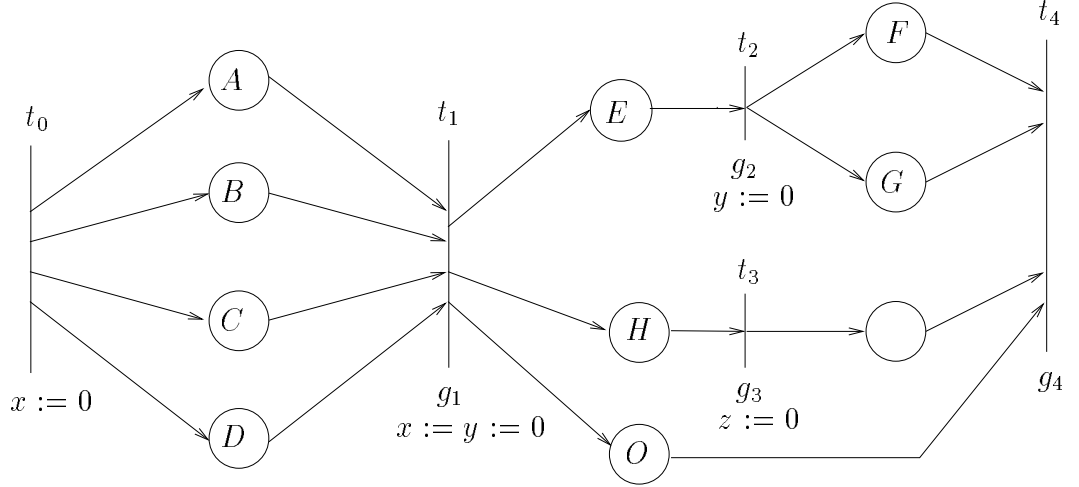 t₀
x := 0
A
B
C
D
t₁
g₁
x := y := 0
E
H
O
t₂
g₂
y := 0
t₃
g₃
z := 0
F
G
t₄
g₄